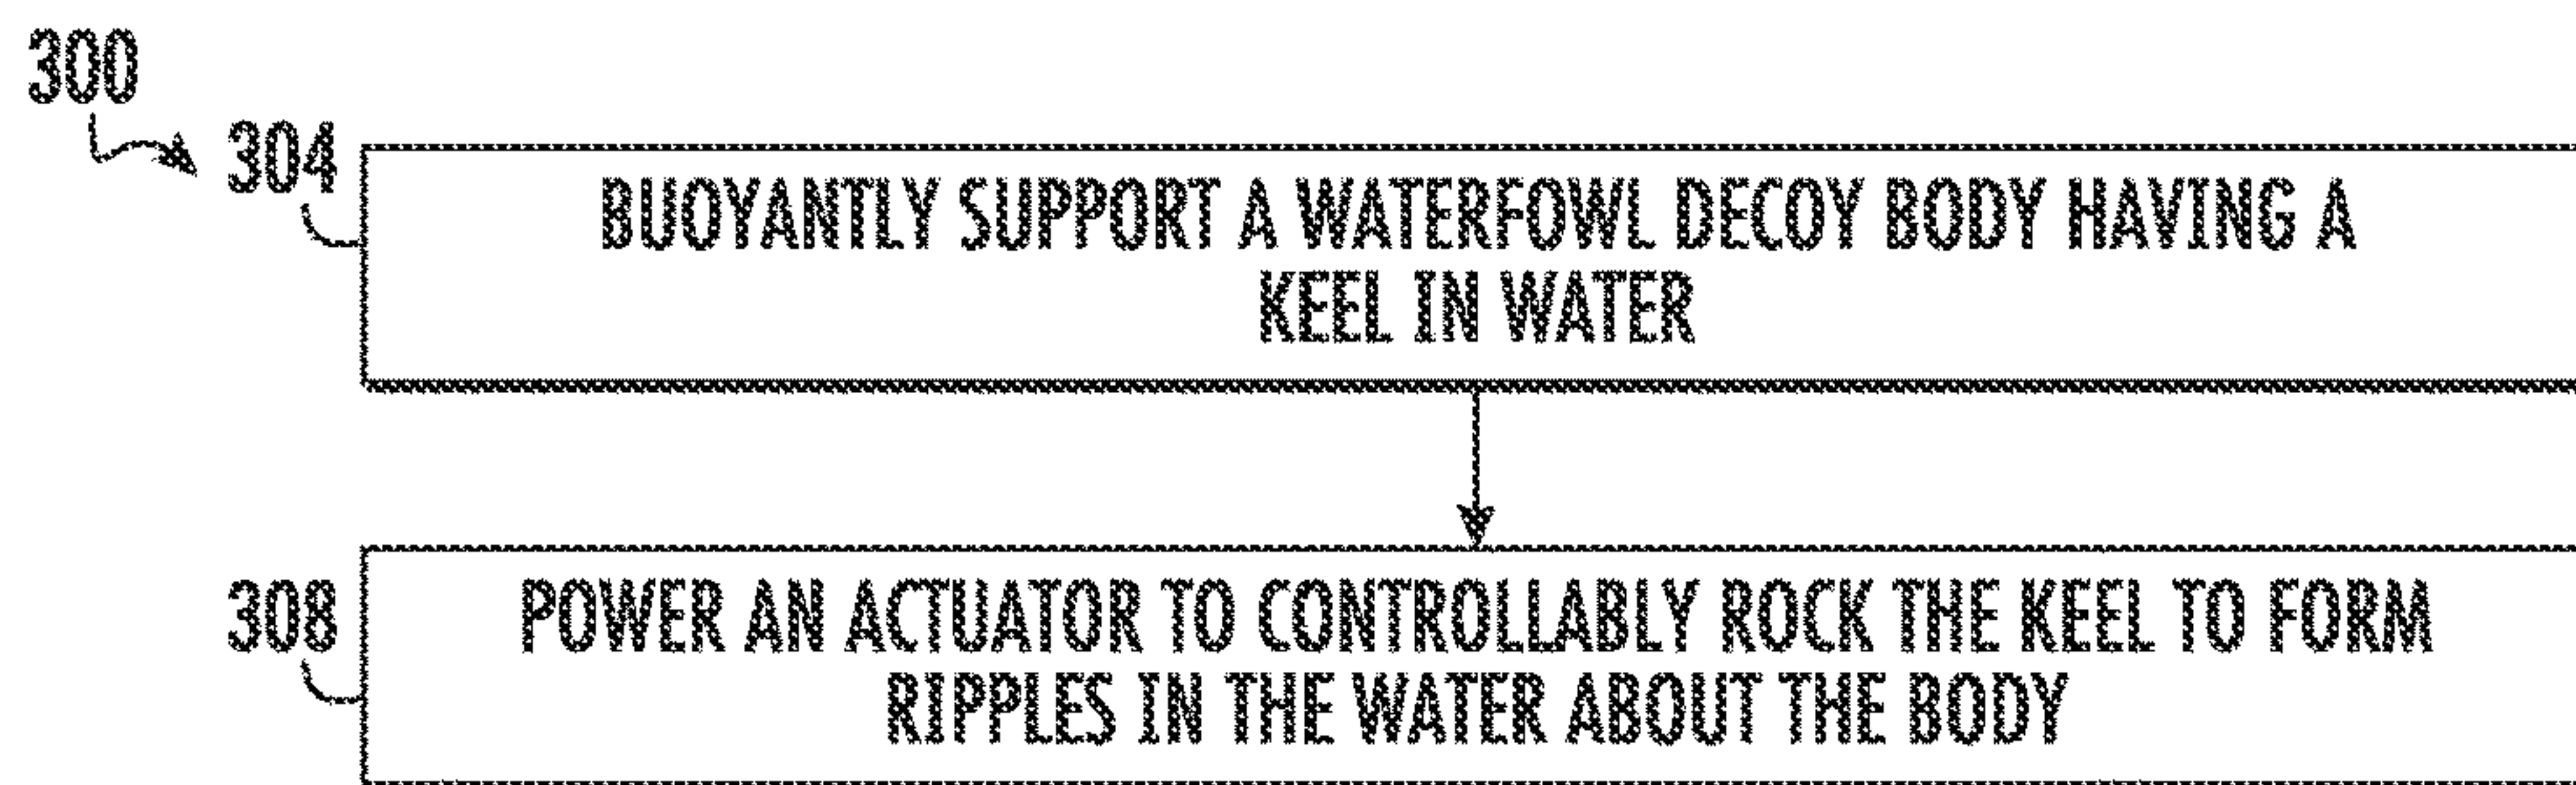 300
304
BUOYANTLY SUPPORT A WATERFOWL DECOY BODY HAVING A
KEEL IN WATER
308
POWER AN ACTUATOR TO CONTROLLABLY ROCK THE KEEL TO FORM
RIPPLES IN THE WATER ABOUT THE BODY